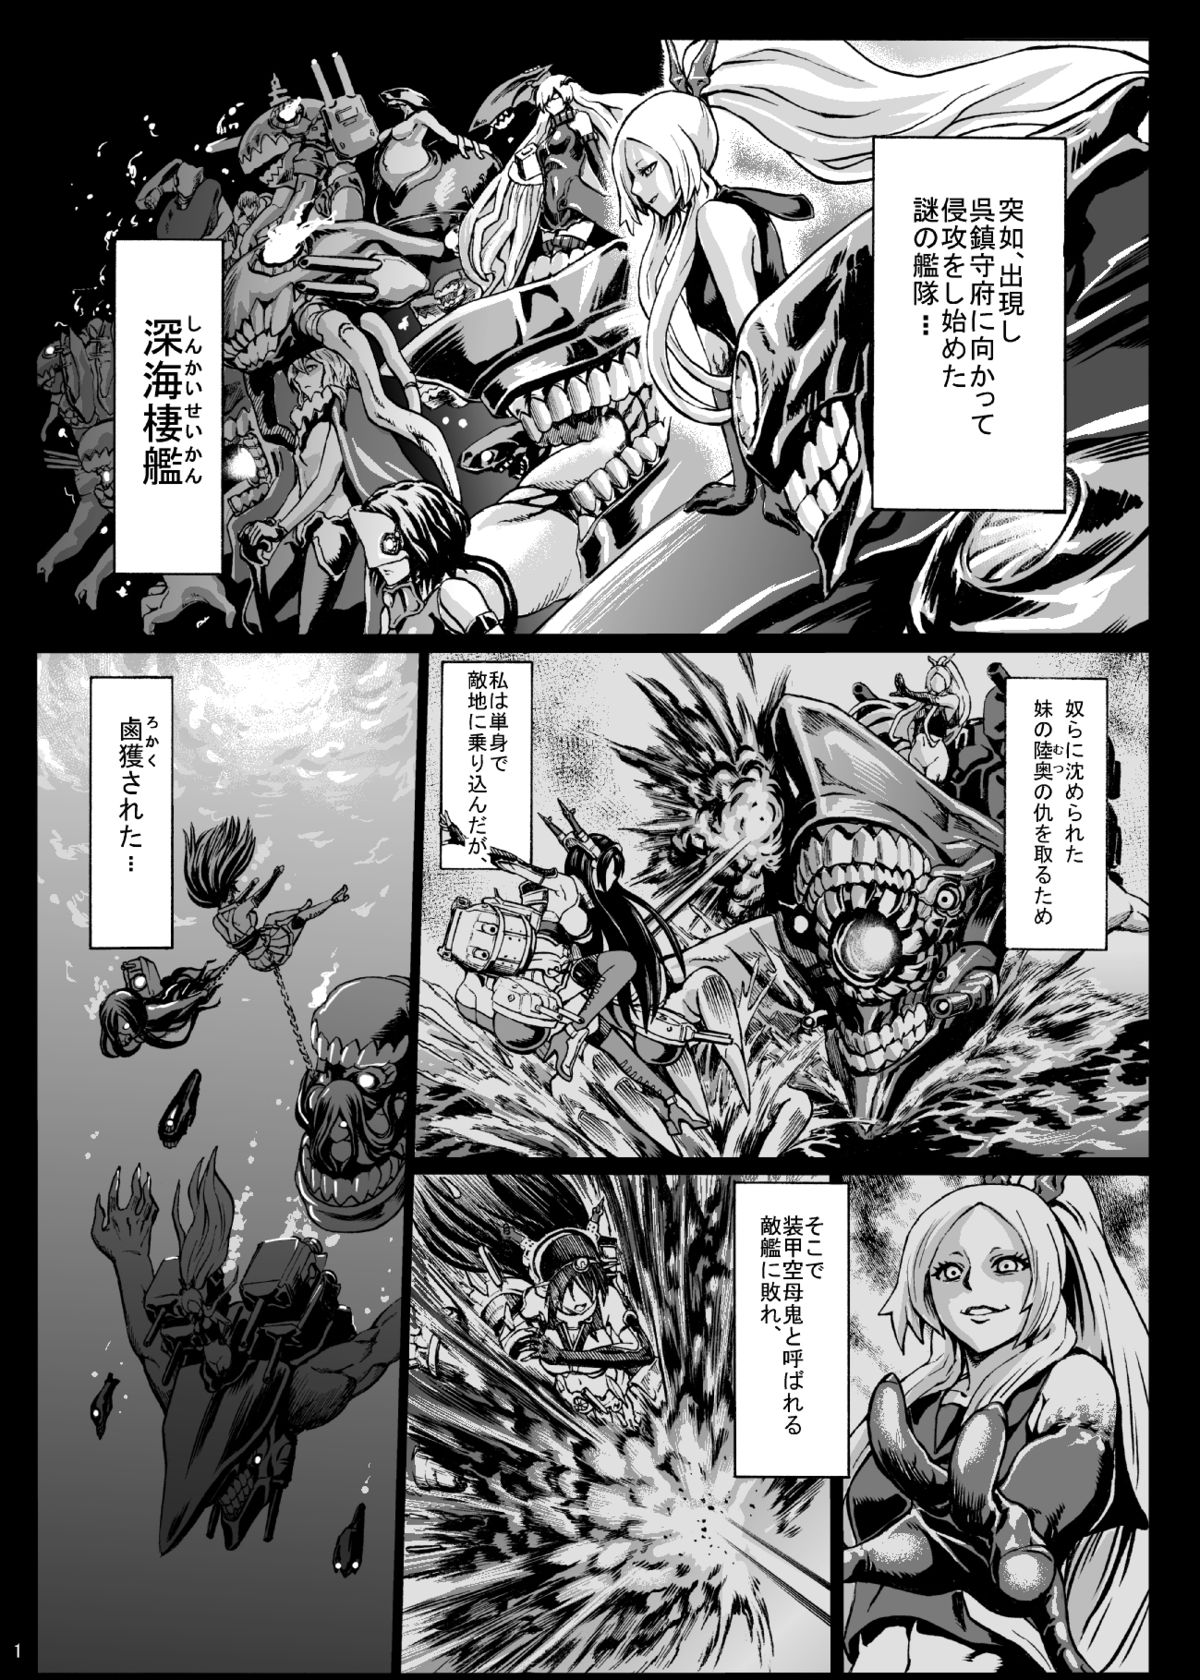 突如、出現し
呉鎮守府に向かって
侵攻をし始めた
謎の艦隊…
しんかいせいかん
深海棲艦
奴らに沈められた
妹の陸奥の仇を取るため
むつ
私は単身で
敵地に乗り込んだが、
そこで
装甲空母鬼と呼ばれる
敵艦に敗れ、
ろかく
鹵獲された…
1